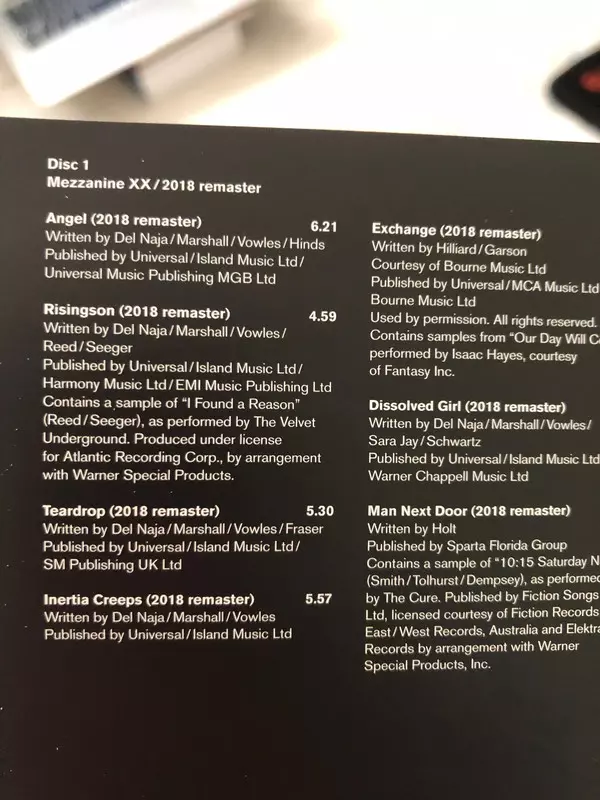 Disc 1
Mezzanine XX/2018 remaster
Angel (2018 remaster) 6.21
Written by Del Naja/Marshall/Vowles/Hinds
Published by Universal/Island Music Ltd/
Universal Music Publishing MGB Ltd
Risingson (2018 remaster) 4.59
Written by Del Naja/Marshall/Vowles/
Reed/Seeger
Published by Universal/Island Music Ltd/
Harmony Music Ltd/EMI Music Publishing Ltd
Contains a sample of “I Found a Reason”
(Reed/Seeger), as performed by The Velvet
Underground. Produced under license
for Atlantic Recording Corp., by arrangement
with Warner Special Products.
Teardrop (2018 remaster) 5.30
Written by Del Naja/Marshall/Vowles/Fraser
Published by Universal/Island Music Ltd/
SM Publishing UK Ltd
Inertia Creeps (2018 remaster) 5.57
Written by Del Naja/Marshall/Vowles
Published by Universal/Island Music Ltd
Exchange (2018 remaster)
Written by Hilliard/Garson
Courtesy of Bourne Music Ltd
Published by Universal/MCA Music Ltd
Bourne Music Ltd
Used by permission. All rights reserved.
Contains samples from “Our Day Will
performed by Isaac Hayes, courtesy
of Fantasy Inc.
Dissolved Girl (2018 remaster)
Written by Del Naja/Marshall/Vowles/
Sara Jay/Schwartz
Published by Universal/Island Music Ltd
Warner Chappell Music Ltd
Man Next Door (2018 remaster)
Written by Holt
Published by Sparta Florida Group
Contains a sample of “10:15 Saturday
(Smith/Tolhurst/Dempsey), as performed
by The Cure. Published by Fiction Songs
Ltd, licensed courtesy of Fiction Records
East/West Records, Australia and Elektra
Records by arrangement with Warner
Special Products, Inc.